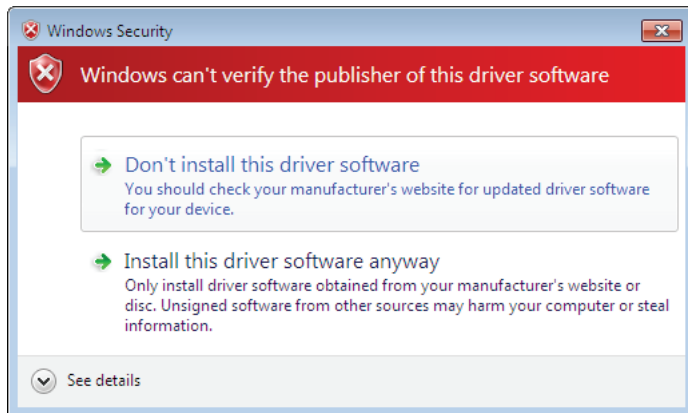 Windows Security
Windows can't verify the publisher of this driver software
Don't install this driver software
You should check your manufacturer's website for updated driver software
for your device.
Install this driver software anyway
Only install driver software obtained from your manufacturer's website or
disc. Unsigned software from other sources may harm your computer or steal
information.
See details